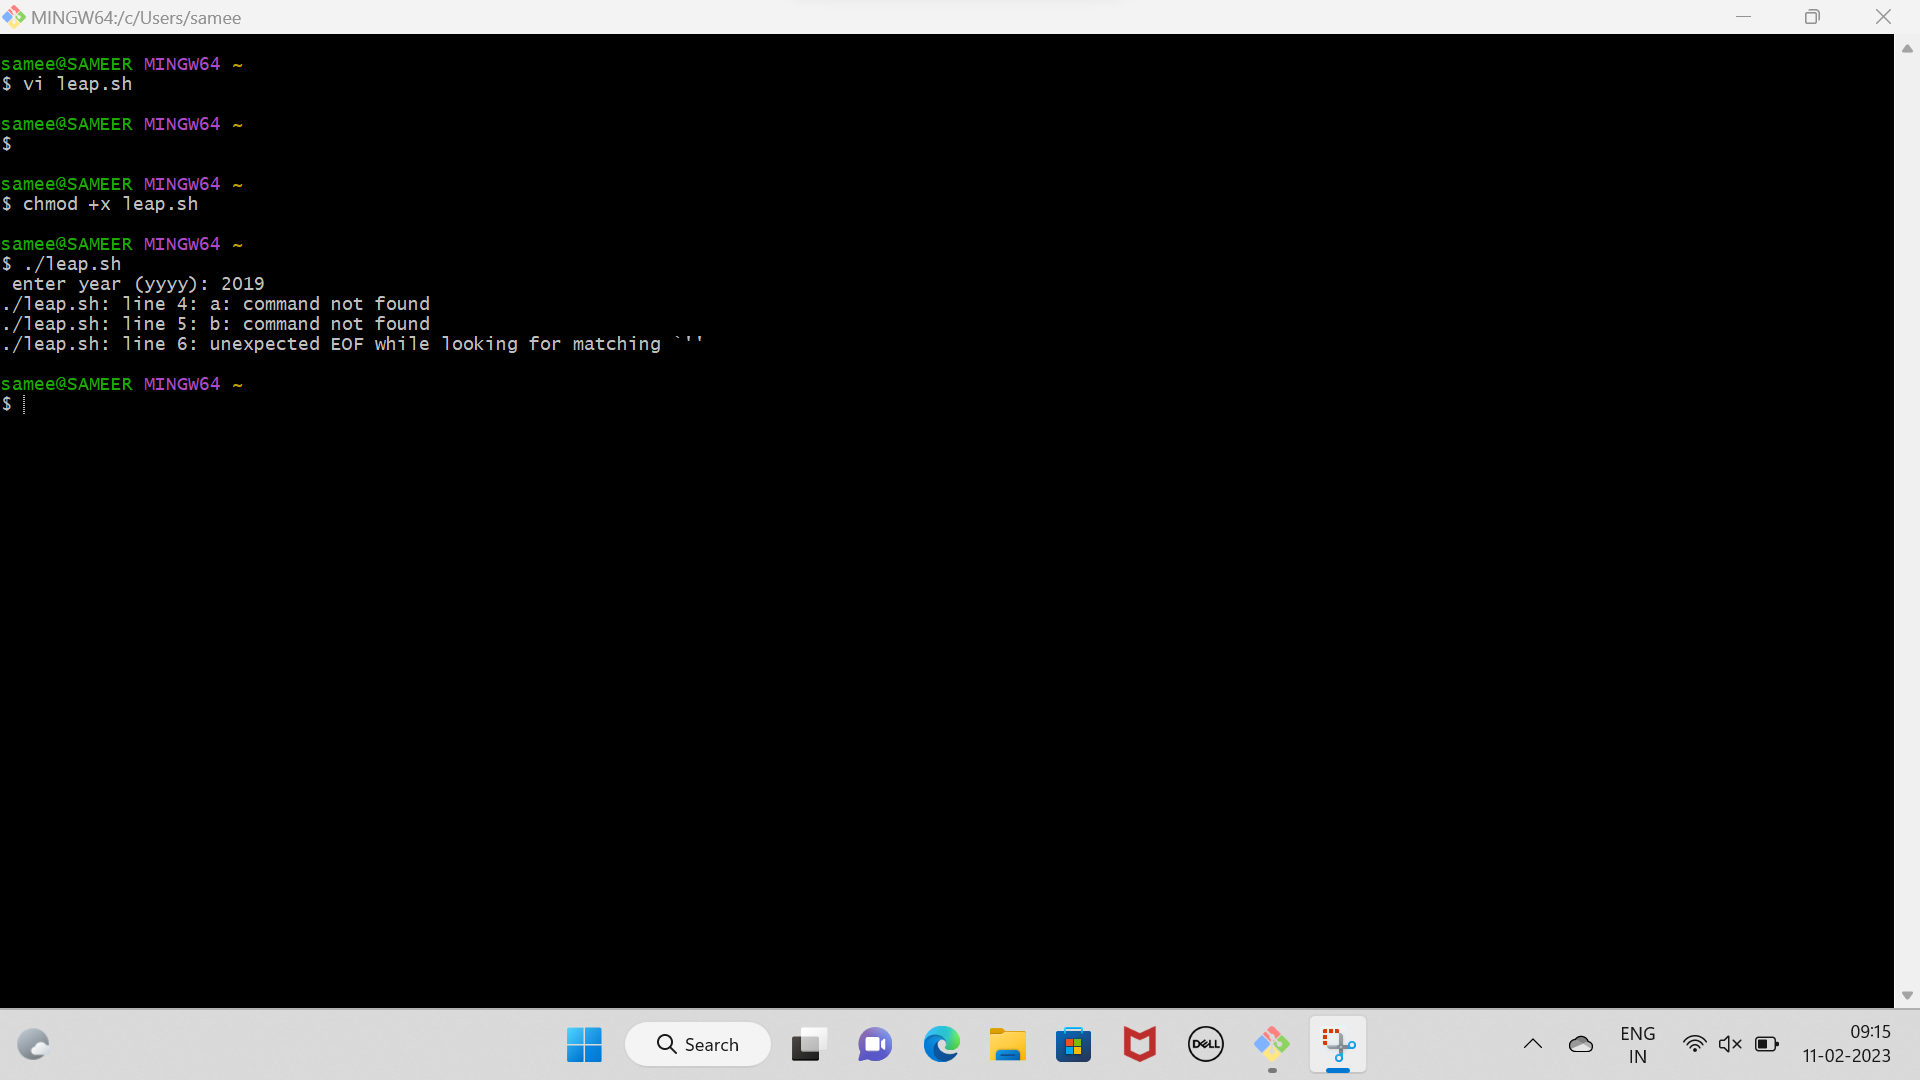 MINGW64:/c/Users/samee
samee@SAMEER MINGW64 ~
$ vi leap.sh
samee@SAMEER MINGW64 ~
$
samee@SAMEER MINGW64 ~
$ chmod +x leap.sh
samee@SAMEER MINGW64 ~
$ ./leap.sh
 enter year (yyyy): 2019
./leap.sh: line 4: a: command not found
./leap.sh: line 5: b: command not found
./leap.sh: line 6: unexpected EOF while looking for matching `''
samee@SAMEER MINGW64 ~
$
Search
DELL
ENG
IN
09:15
11-02-2023